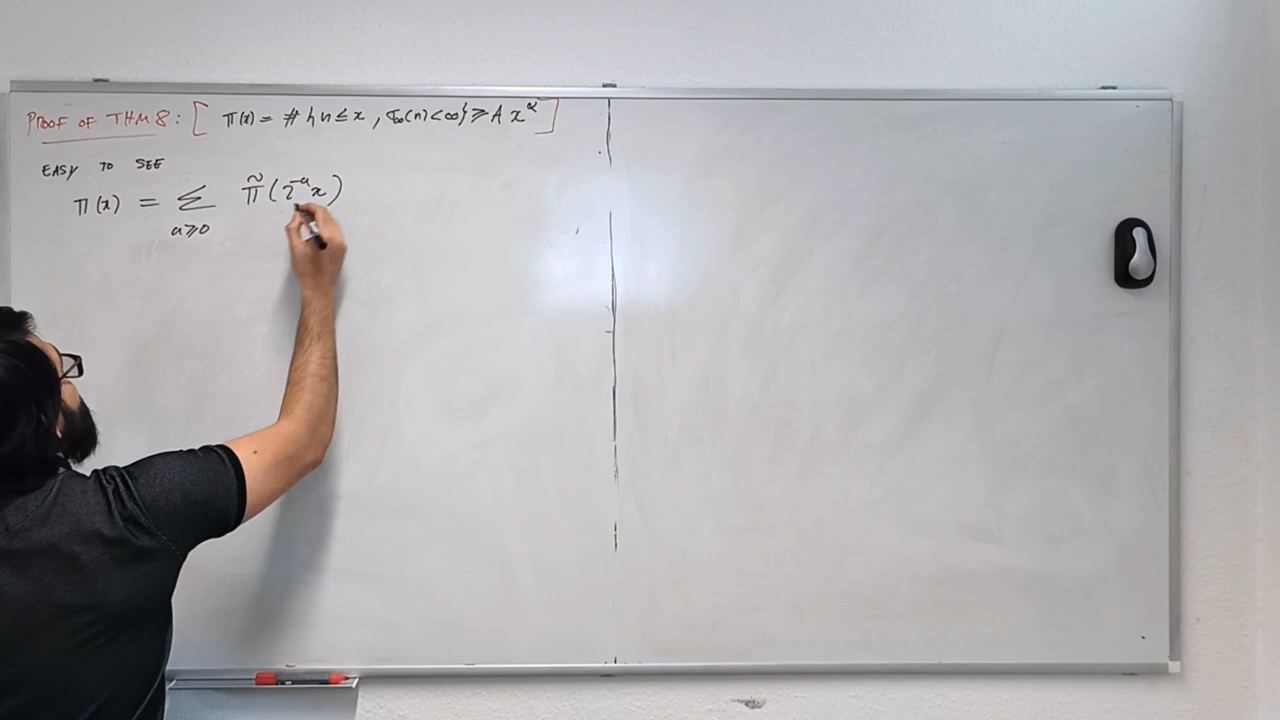 PROOF OF THM 8: [ Π(x) = # { n ≤ x , σ∞(n) < ∞ } ≥ A x^α ]
EASY TO SEE
Π(x) = ∑_{a≥0} Π̃(2^{-a} x)